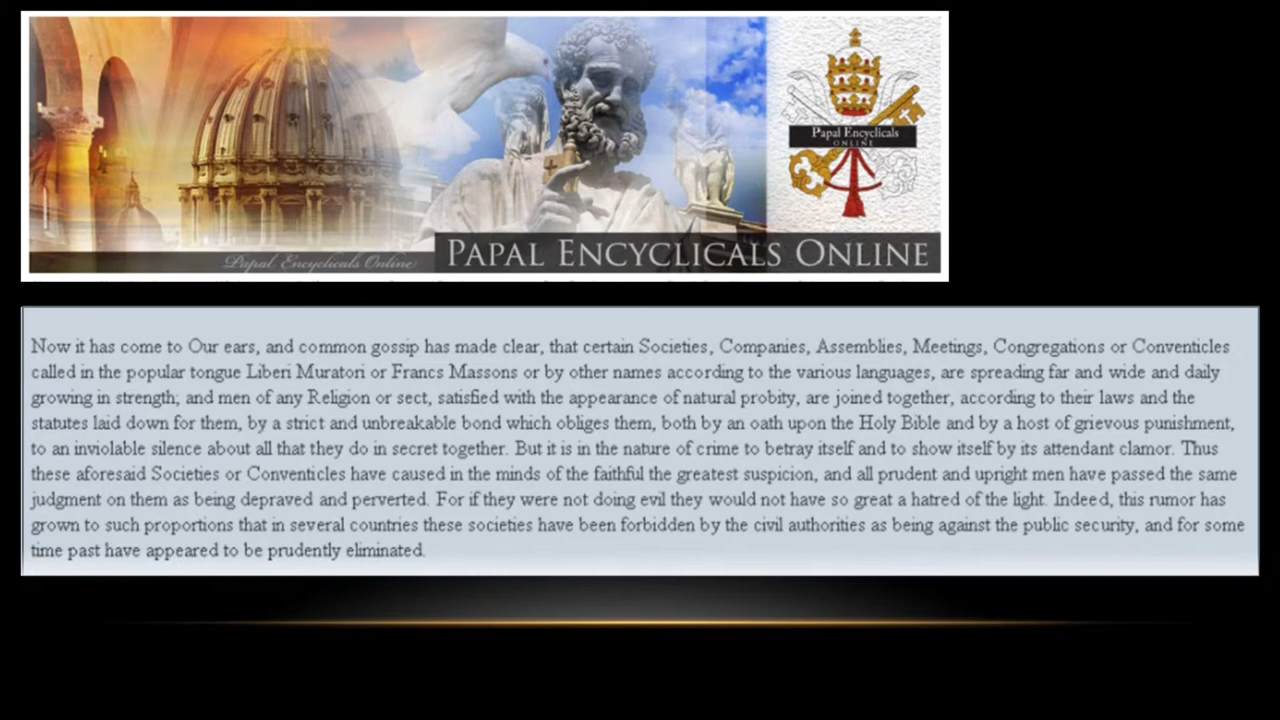 Papal Encyclicals
ONLINE
Papal Encyclicals Online
PAPAL ENCYCLICALS ONLINE
Now it has come to Our ears, and common gossip has made clear, that certain Societies, Companies, Assemblies, Meetings, Congregations or Conventicles
called in the popular tongue Liberi Muratori or Francs Massons or by other names according to the various languages, are spreading far and wide and daily
growing in strength; and men of any Religion or sect, satisfied with the appearance of natural probity, are joined together, according to their laws and the
statutes laid down for them, by a strict and unbreakable bond which obliges them, both by an oath upon the Holy Bible and by a host of grievous punishment,
to an inviolable silence about all that they do in secret together. But it is in the nature of crime to betray itself and to show itself by its attendant clamor. Thus
these aforesaid Societies or Conventicles have caused in the minds of the faithful the greatest suspicion, and all prudent and upright men have passed the same
judgment on them as being depraved and perverted. For if they were not doing evil they would not have so great a hatred of the light. Indeed, this rumor has
grown to such proportions that in several countries these societies have been forbidden by the civil authorities as being against the public security, and for some
time past have appeared to be prudently eliminated.